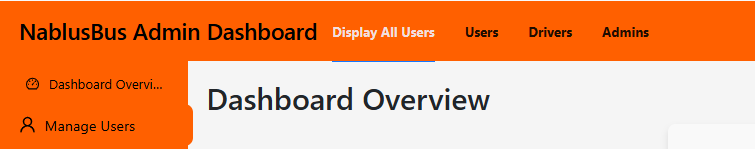 NablusBus Admin Dashboard Display All Users Users Drivers Admins
Dashboard Overvi...
Dashboard Overview
Manage Users